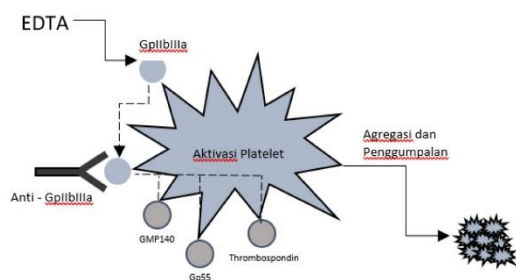 EDTA
GpIIbIIIa
Aktivasi Platelet
Agregasi dan
Penggumpalan
Anti - GpIIbIIIa
GMP140
Gp55
Thrombospondin